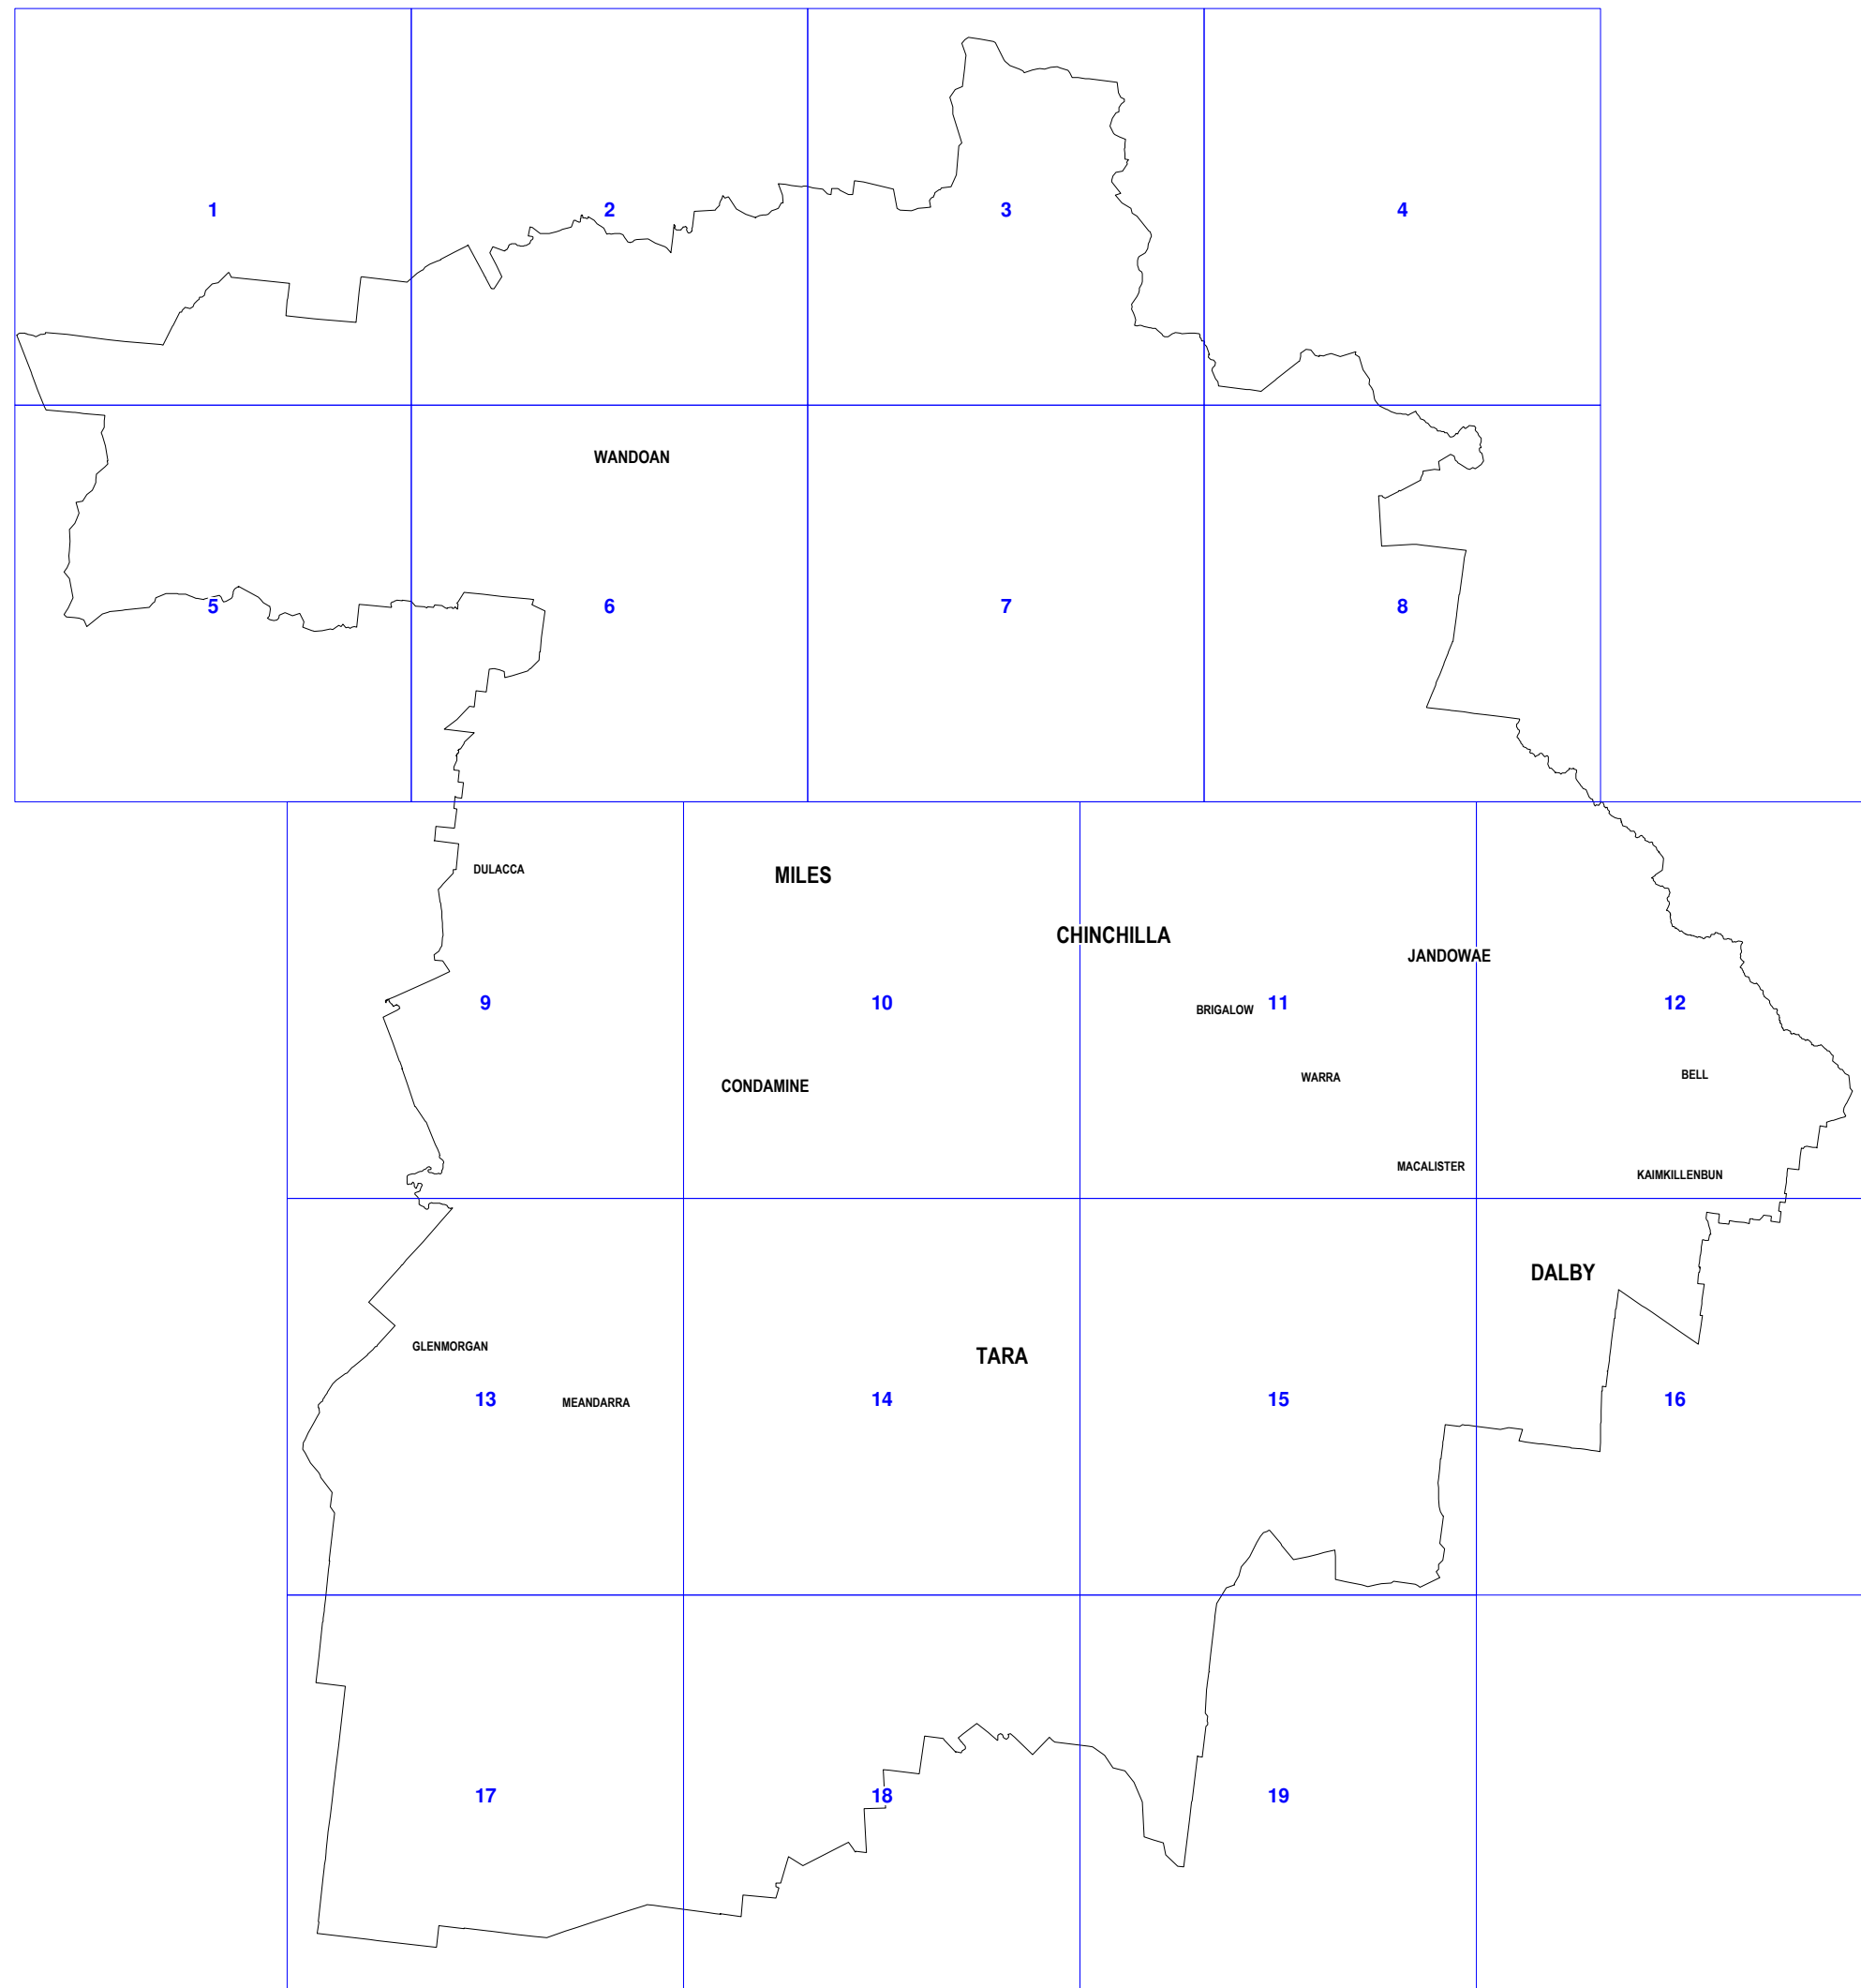 1
2
3
4
WANDOAN
5
6
7
8
DULACCA
MILES
CHINCHILLA
JANDOWAE
9
10
BRIGALOW
11
12
CONDAMINE
WARRA
BELL
MACALISTER
KAIMKILLENBUN
DALBY
GLENMORGAN
TARA
13
MEANDARRA
14
15
16
17
18
19